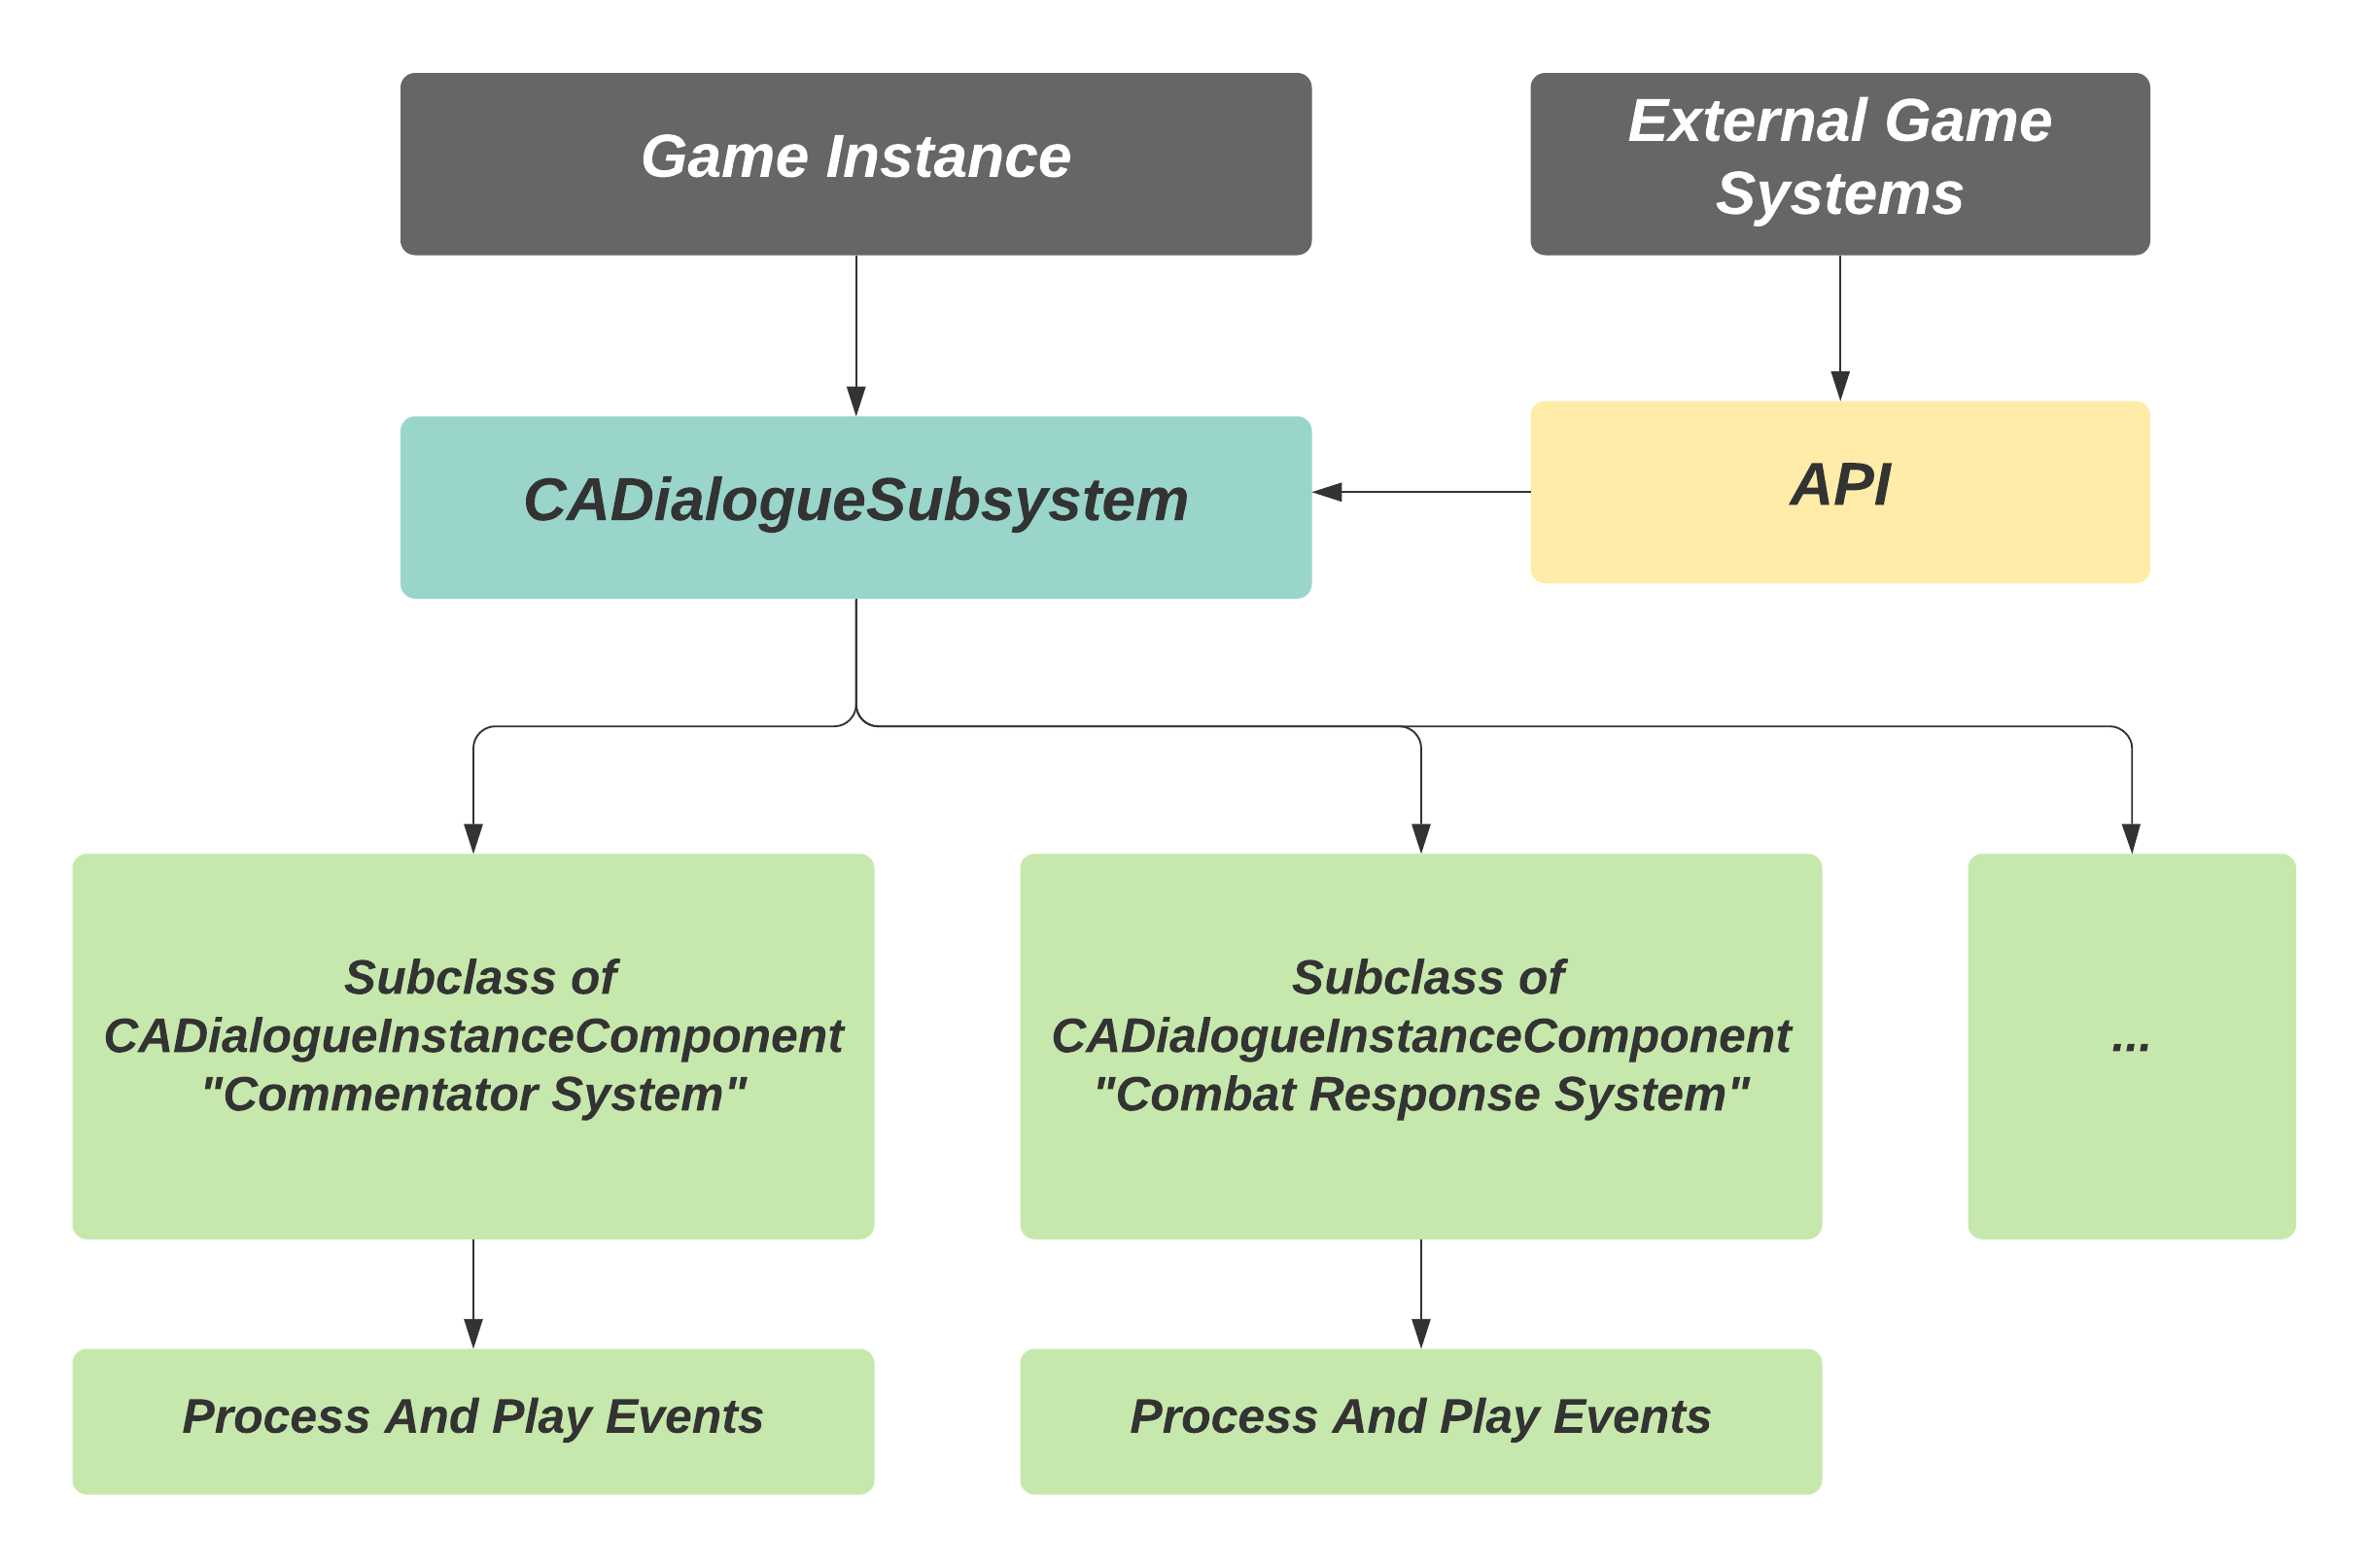 Game Instance
External Game
Systems
CADialogueSubsystem
API
Subclass of
CADialogueInstanceComponent
"Commentator System"
Subclass of
CADialogueInstanceComponent
"Combat Response System"
...
Process And Play Events
Process And Play Events